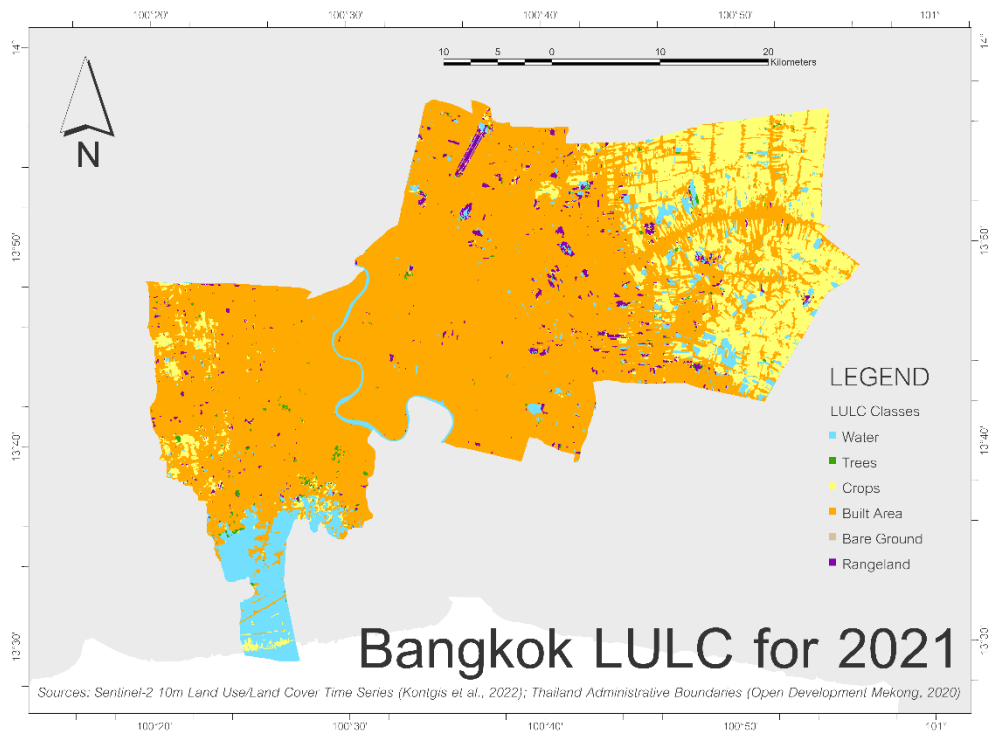 100°20' 100°30' 100°40' 100°50' 101°
14° 14°
10 5 0 10 20
Kilometers
N
13°50' 13°50'
LEGEND
LULC Classes
Water
Trees
Crops
Built Area
Bare Ground
Rangeland
13°40' 13°40'
13°30' 13°30'
Bangkok LULC for 2021
Sources: Sentinel-2 10m Land Use/Land Cover Time Series (Kontgis et al., 2022); Thailand Administrative Boundaries (Open Development Mekong, 2020)
100°20' 100°30' 100°40' 100°50' 101°